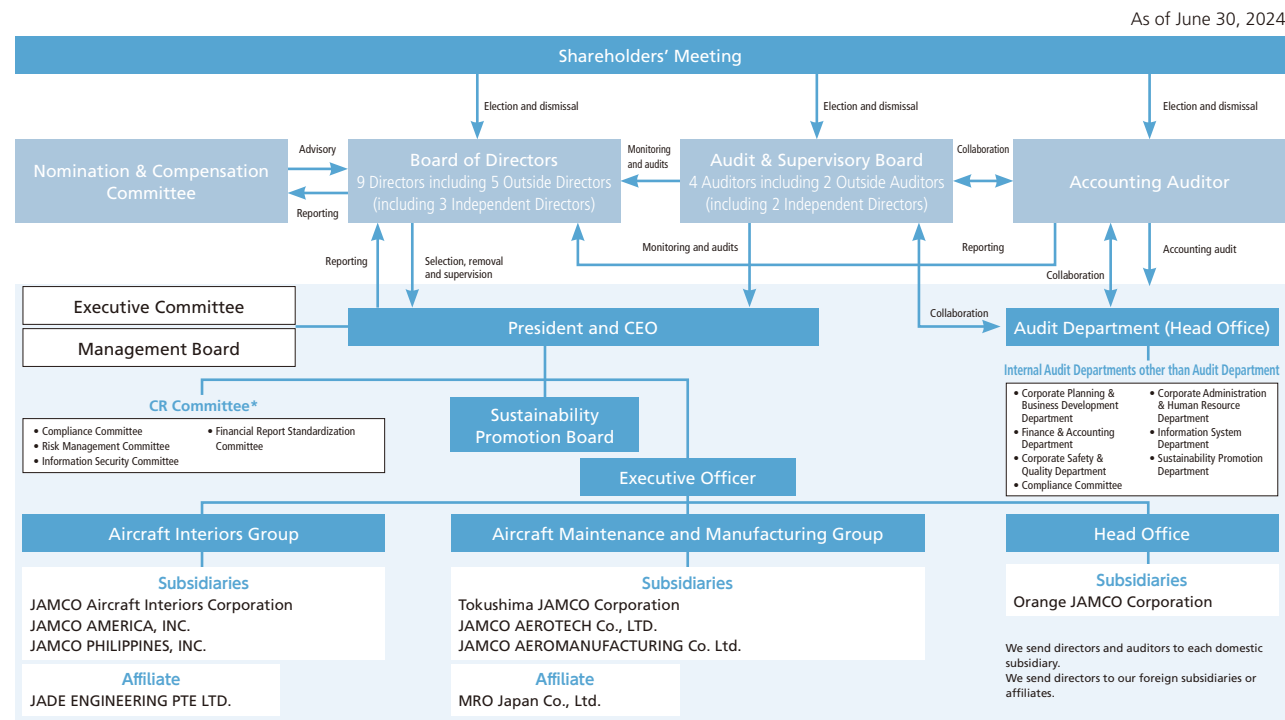 As of June 30, 2024
Shareholders’ Meeting
Election and dismissal
Election and dismissal
Election and dismissal
Nomination & Compensation
Committee
Advisory
Reporting
Board of Directors
9 Directors including 5 Outside Directors
(including 3 Independent Directors)
Monitoring
and audits
Audit & Supervisory Board
4 Auditors including 2 Outside Auditors
(including 2 Independent Directors)
Collaboration
Accounting Auditor
Reporting
Selection, removal
and supervision
Monitoring and audits
Reporting
Collaboration
Accounting audit
Executive Committee
Management Board
President and CEO
Collaboration
Audit Department (Head Office)
Internal Audit Departments other than Audit Department
• Corporate Planning &
Business Development
Department
• Finance & Accounting
Department
• Corporate Safety &
Quality Department
• Compliance Committee
• Corporate Administration
& Human Resource
Department
• Information System
Department
• Sustainability Promotion
Department
CR Committee*
• Compliance Committee
• Risk Management Committee
• Information Security Committee
• Financial Report Standardization
Committee
Sustainability
Promotion Board
Executive Officer
Aircraft Interiors Group
Subsidiaries
JAMCO Aircraft Interiors Corporation
JAMCO AMERICA, INC.
JAMCO PHILIPPINES, INC.
Affiliate
JADE ENGINEERING PTE LTD.
Aircraft Maintenance and Manufacturing Group
Subsidiaries
Tokushima JAMCO Corporation
JAMCO AEROTECH Co., LTD.
JAMCO AEROMANUFACTURING Co. Ltd.
Affiliate
MRO Japan Co., Ltd.
Head Office
Subsidiaries
Orange JAMCO Corporation
We send directors and auditors to each domestic
subsidiary.
We send directors to our foreign subsidiaries or
affiliates.